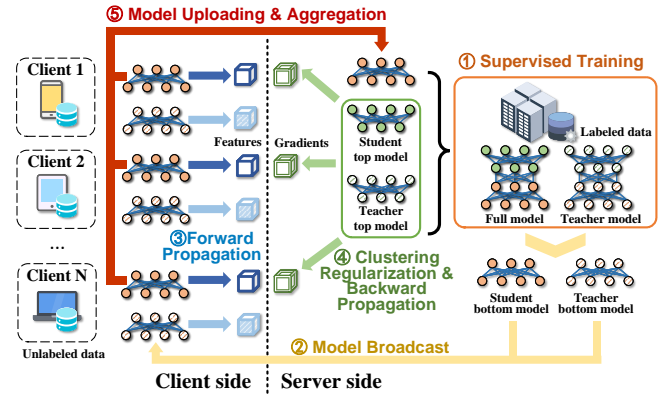 ⑤ Model Uploading & Aggregation
① Supervised Training
Client 1
Client 2
...
Client N
Unlabeled data
Features
Gradients
③Forward
Propagation
Student
top model
Teacher
top model
④ Clustering
Regularization &
Backward
Propagation
Labeled data
Full model
Teacher model
Student
bottom model
Teacher
bottom model
② Model Broadcast
Client side
Server side